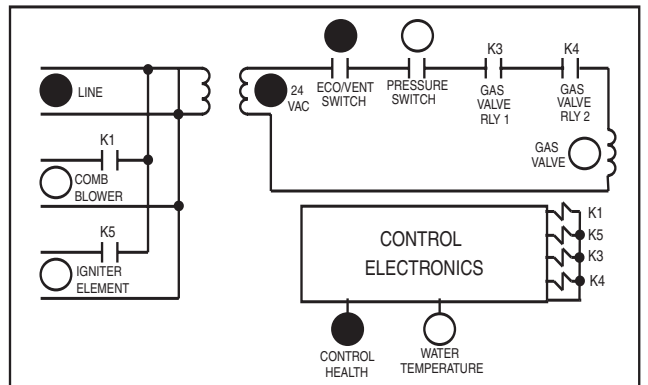 LINE
K1
COMB
BLOWER
K5
IGNITER
ELEMENT
24
VAC
ECO/VENT
SWITCH
PRESSURE
SWITCH
K3
GAS
VALVE
RLY 1
K4
GAS
VALVE
RLY 2
GAS
VALVE
CONTROL
ELECTRONICS
K1
K5
K3
K4
CONTROL
HEALTH
WATER
TEMPERATURE